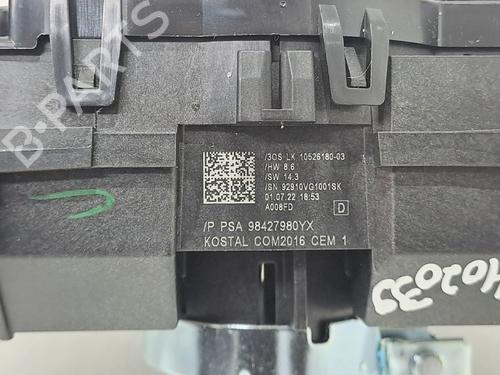 B-PARTS
/3OS LK 10526180-03
/HW 8.6
/SW 14.3
/SN 92910VG1001SK
01.07.22 18:53
A008FD
D
/P PSA 98427980YX
KOSTAL COM2016 CEM 1